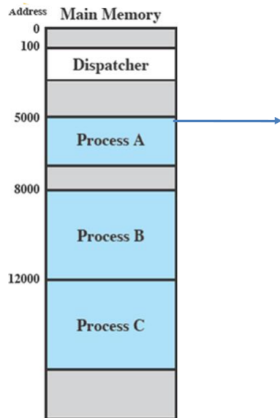 Address Main Memory
0
100
Dispatcher
5000
Process A
8000
Process B
12000
Process C